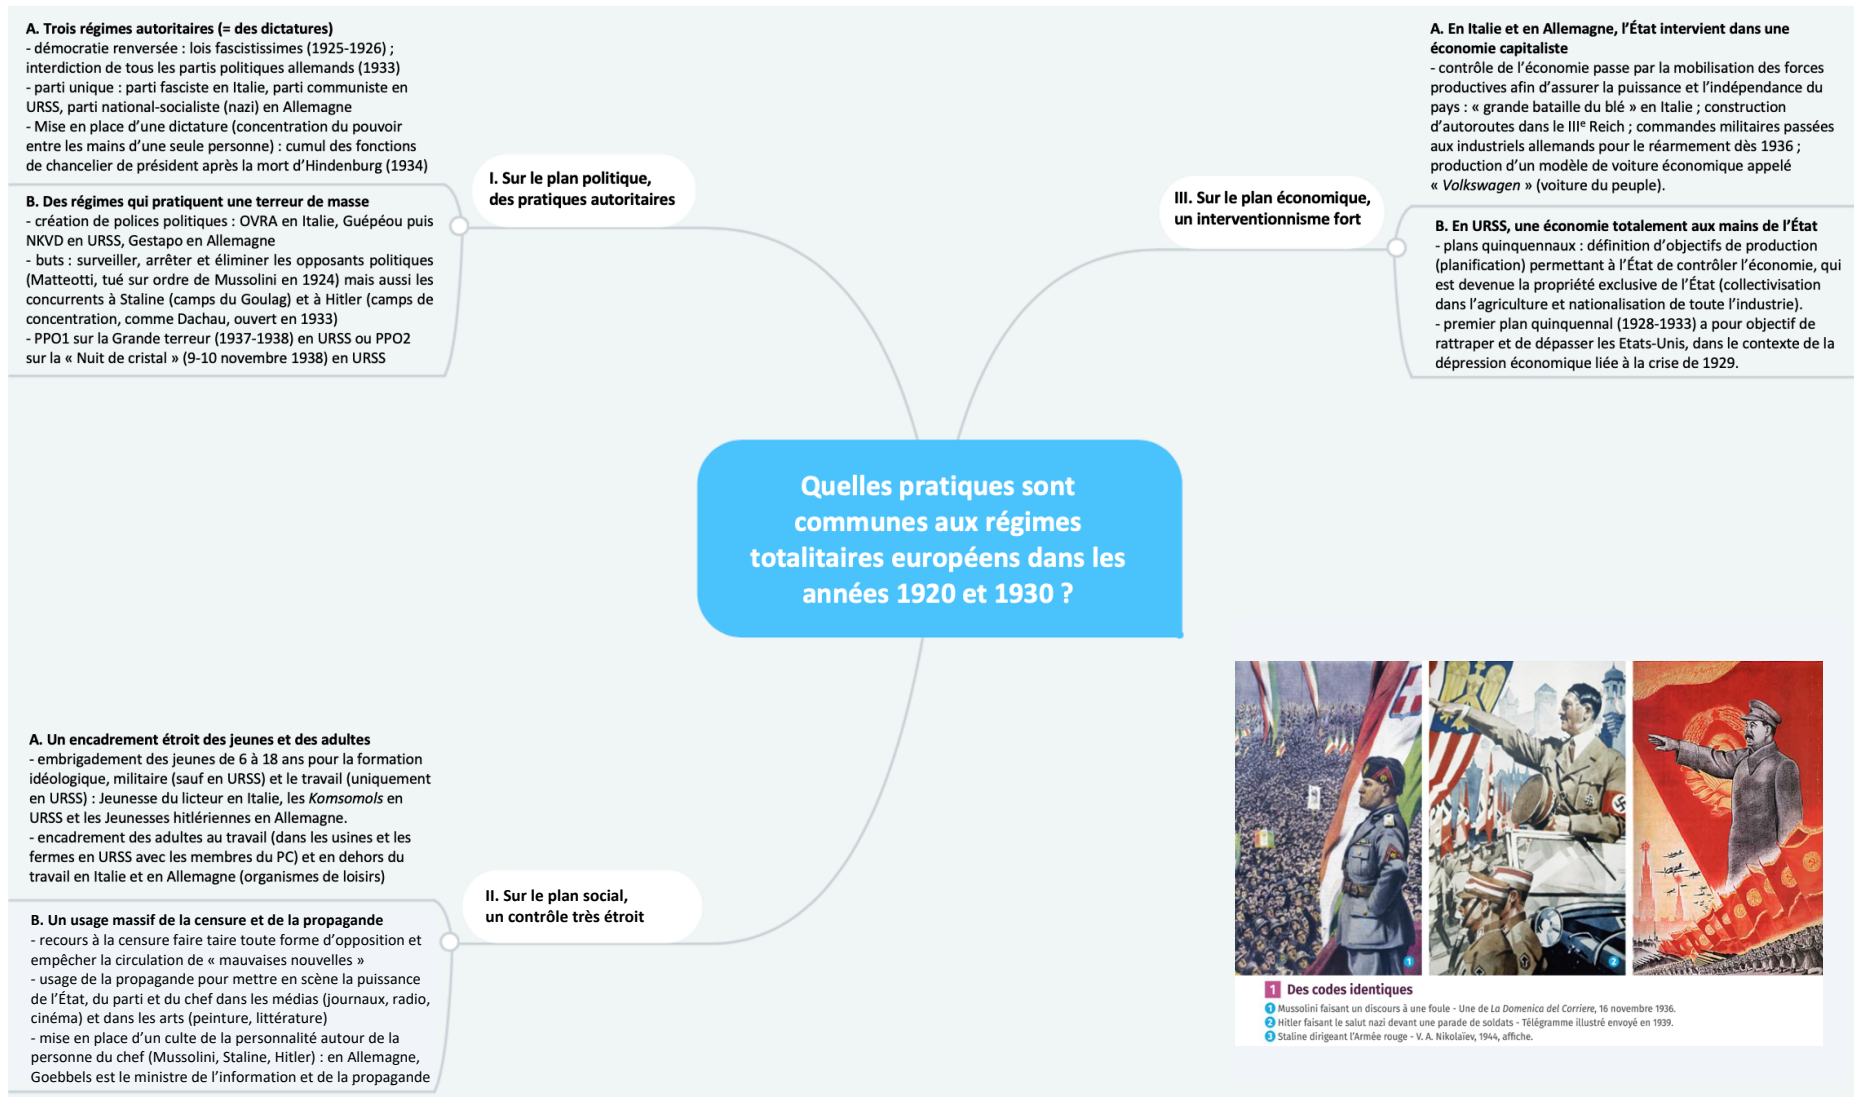 A. Trois régimes autoritaires (= des dictatures)
- démocratie renversée : lois fascistissimes (1925-1926) ;
interdiction de tous les partis politiques allemands (1933)
- parti unique : parti fasciste en Italie, parti communiste en
URSS, parti national-socialiste (nazi) en Allemagne
- Mise en place d’une dictature (concentration du pouvoir
entre les mains d’une seule personne) : cumul des fonctions
de chancelier de président après la mort d’Hindenburg (1934)
B. Des régimes qui pratiquent une terreur de masse
- création de polices politiques : OVRA en Italie, Guépéou puis
NKVD en URSS, Gestapo en Allemagne
- buts : surveiller, arrêter et éliminer les opposants politiques
(Matteotti, tué sur ordre de Mussolini en 1924) mais aussi les
concurrents à Staline (camps du Goulag) et à Hitler (camps de
concentration, comme Dachau, ouvert en 1933)
- PPO1 sur la Grande terreur (1937-1938) en URSS ou PPO2
sur la « Nuit de cristal » (9-10 novembre 1938) en URSS
I. Sur le plan politique,
des pratiques autoritaires
A. En Italie et en Allemagne, l’État intervient dans une
économie capitaliste
- contrôle de l’économie passe par la mobilisation des forces
productives afin d’assurer la puissance et l’indépendance du
pays : « grande bataille du blé » en Italie ; construction
d’autoroutes dans le IIIe Reich ; commandes militaires passées
aux industriels allemands pour le réarmement dès 1936 ;
production d’un modèle de voiture économique appelé
« Volkswagen » (voiture du peuple).
III. Sur le plan économique,
un interventionnisme fort
B. En URSS, une économie totalement aux mains de l’État
- plans quinquennaux : définition d’objectifs de production
(planification) permettant à l’État de contrôler l’économie, qui
est devenue la propriété exclusive de l’État (collectivisation
dans l’agriculture et nationalisation de toute l’industrie).
- premier plan quinquennal (1928-1933) a pour objectif de
rattraper et de dépasser les Etats-Unis, dans le contexte de la
dépression économique liée à la crise de 1929.
Quelles pratiques sont
communes aux régimes
totalitaires européens dans les
années 1920 et 1930 ?
A. Un encadrement étroit des jeunes et des adultes
- embrigadement des jeunes de 6 à 18 ans pour la formation
idéologique, militaire (sauf en URSS) et le travail (uniquement
en URSS) : Jeunesse du licteur en Italie, les Komsomols en
URSS et les Jeunesses hitlériennes en Allemagne.
- encadrement des adultes au travail (dans les usines et les
fermes en URSS avec les membres du PC) et en dehors du
travail en Italie et en Allemagne (organismes de loisirs)
II. Sur le plan social,
un contrôle très étroit
B. Un usage massif de la censure et de la propagande
- recours à la censure faire taire toute forme d’opposition et
empêcher la circulation de « mauvaises nouvelles »
- usage de la propagande pour mettre en scène la puissance
de l’État, du parti et du chef dans les médias (journaux, radio,
cinéma) et dans les arts (peinture, littérature)
- mise en place d’un culte de la personnalité autour de la
personne du chef (Mussolini, Staline, Hitler) : en Allemagne,
Goebbels est le ministre de l’information et de la propagande
1
2
1 Des codes identiques
1 Mussolini faisant un discours à une foule - Une de La Domenica del Corriere, 16 novembre 1936.
2 Hitler faisant le salut nazi devant une parade de soldats - Télégramme illustré envoyé en 1939.
3 Staline dirigeant l’Armée rouge - V. A. Nikolaïev, 1944, affiche.